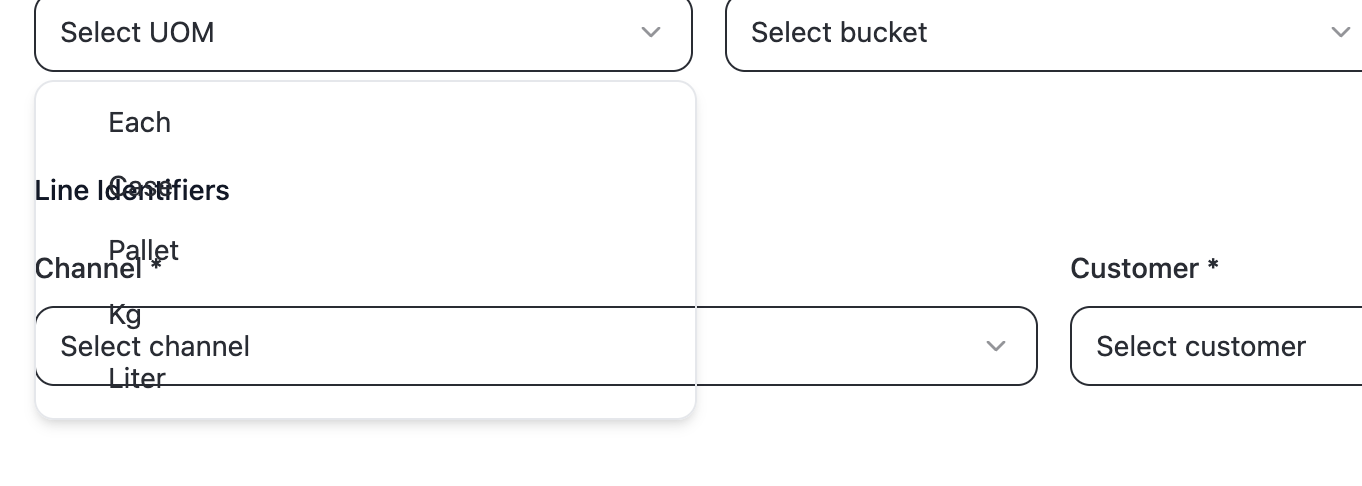 Select UOM
Select bucket
Each
Case
Line Identifiers
Pallet
Channel *
Customer *
Kg
Select channel
Select customer
Liter